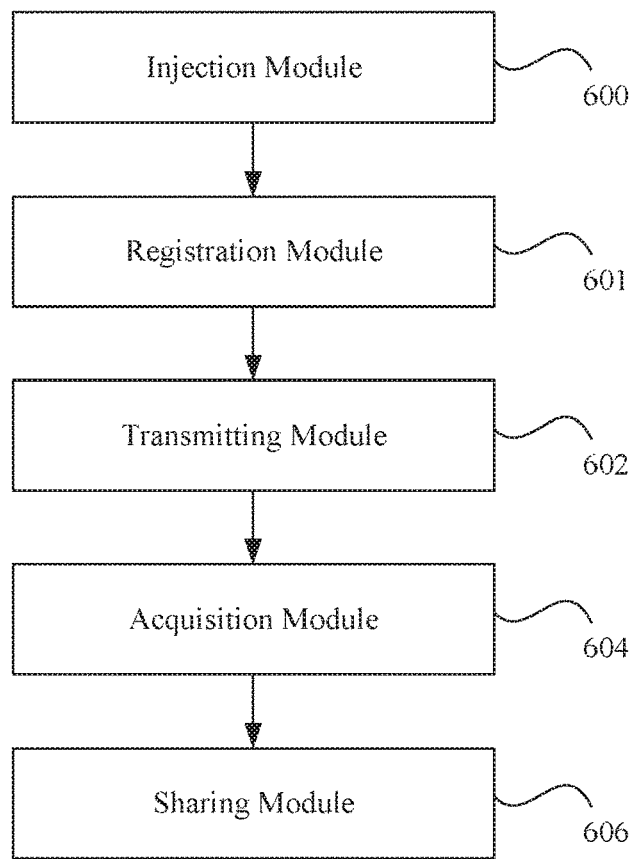 Injection Module
600
Registration Module
601
Transmitting Module
602
Acquisition Module
604
Sharing Module
606